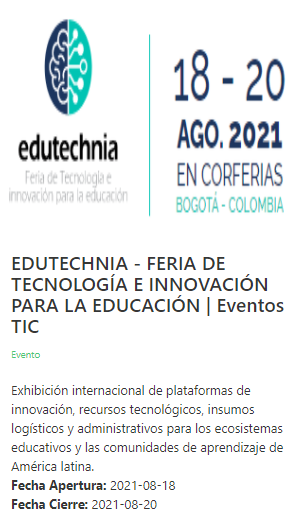 edutechnia
Feria de Tecnología e
innovación para la educación
18 - 20
AGO. 2021
EN CORFERIAS
BOGOTÁ - COLOMBIA
EDUTECHNIA - FERIA DE
TECNOLOGÍA E INNOVACIÓN
PARA LA EDUCACIÓN | Eventos
TIC
Evento
Exhibición internacional de plataformas de
innovación, recursos tecnológicos, insumos
logísticos y administrativos para los ecosistemas
educativos y las comunidades de aprendizaje de
América latina.
Fecha Apertura: 2021-08-18
Fecha Cierre: 2021-08-20